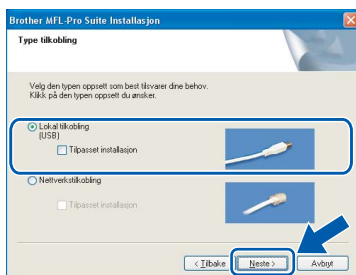 Brother MFL-Pro Suite Installasjon
Type tilkobling
Velg den typen oppsett som best tilsvarer dine behov.
Klikk på den typen oppsett du ønsker.
Lokal tilkobling
(USB)
Tilpasset installasjon
Nettverkstilkobling
Tilpasset installasjon
< Tilbake Neste > Avbryt